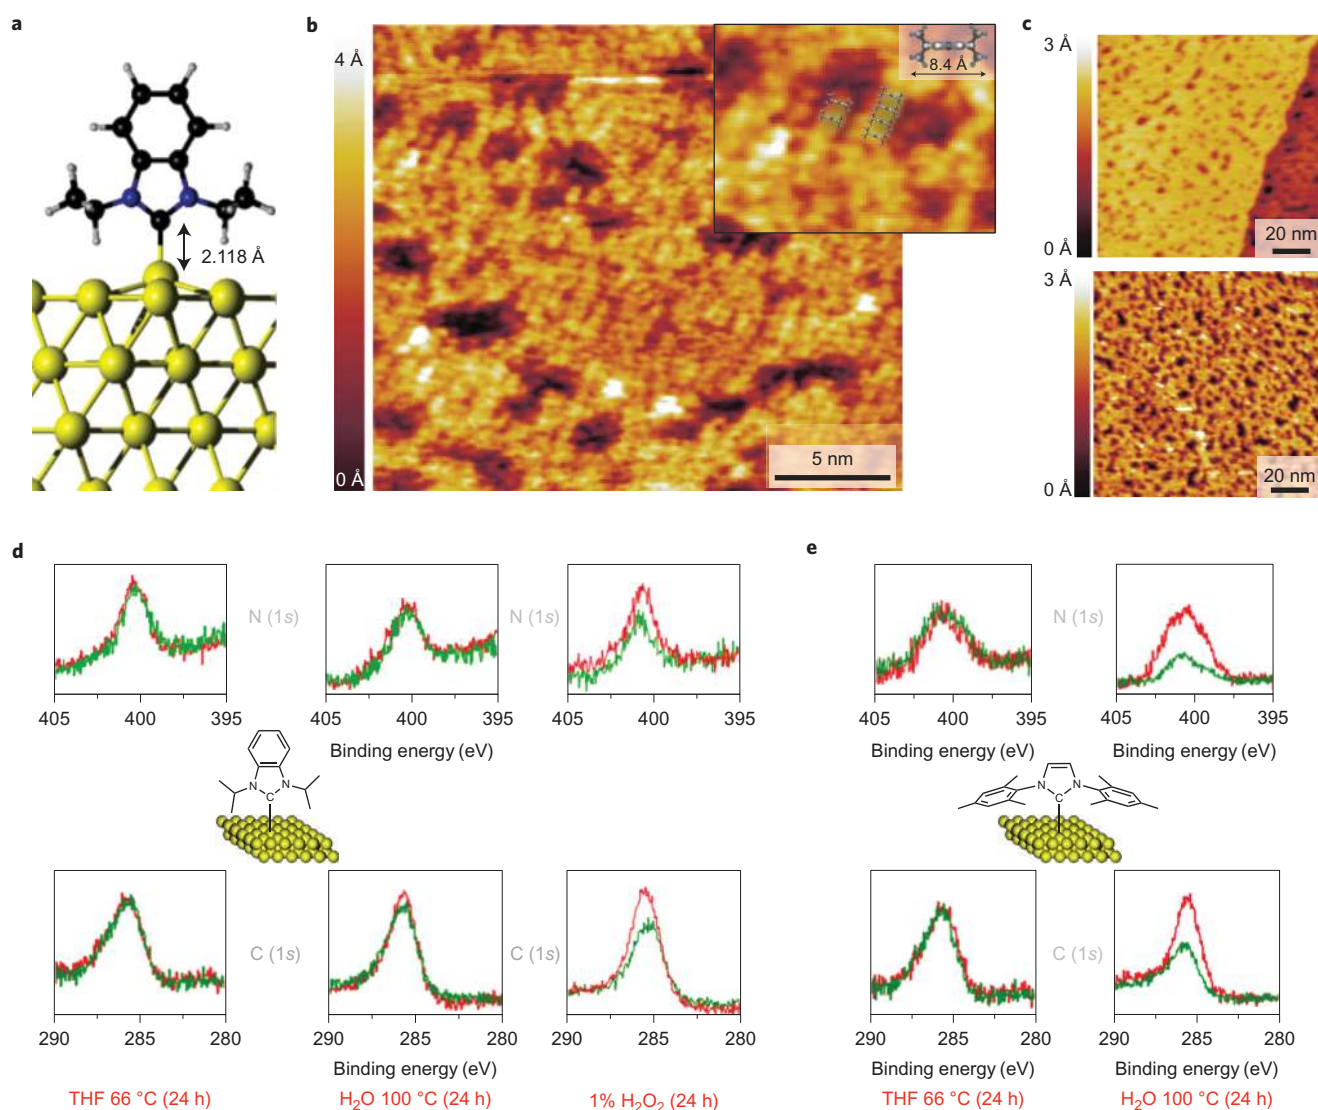 a
2.118 Å
b
4 Å
0 Å
8.4 Å
5 nm
c
3 Å
0 Å
20 nm
3 Å
0 Å
20 nm
d
N (1s)
N (1s)
405 400 395
405 400 395
405 400 395
Binding energy (eV)
Binding energy (eV)
N N
C
C (1s)
C (1s)
290 285 280
290 285 280
290 285 280
Binding energy (eV)
THF 66 °C (24 h)
H₂O 100 °C (24 h)
1% H₂O₂ (24 h)
e
N (1s)
405 400 395
405 400 395
Binding energy (eV)
Binding energy (eV)
N N
C
C (1s)
290 285 280
290 285 280
Binding energy (eV)
Binding energy (eV)
THF 66 °C (24 h)
H₂O 100 °C (24 h)